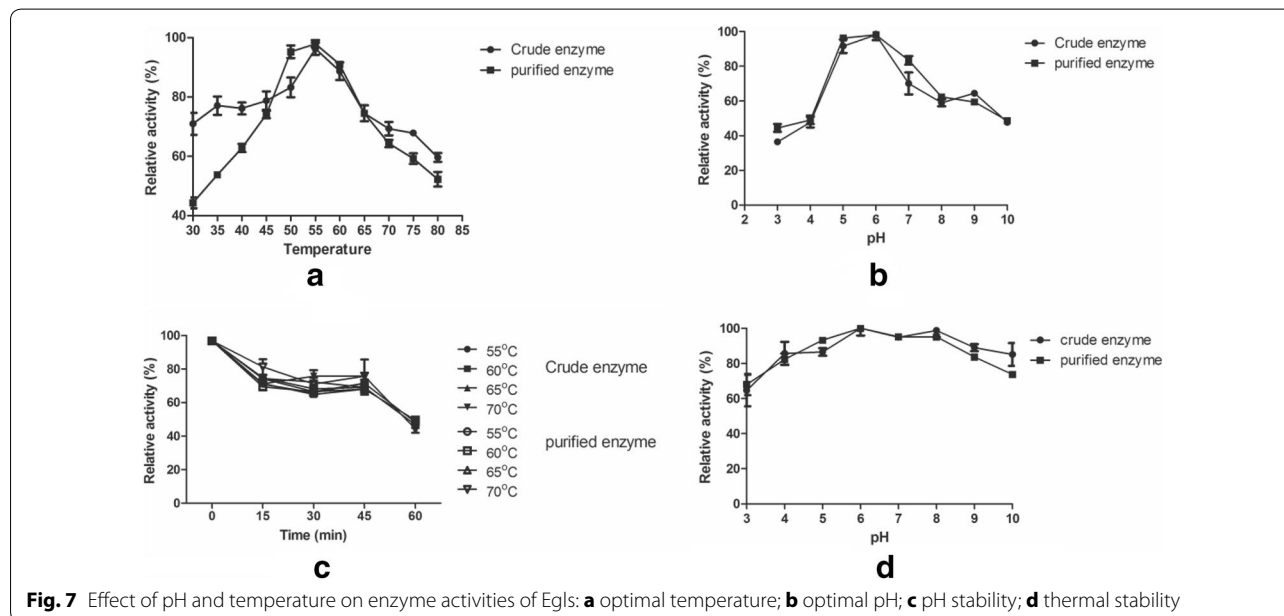 100
80
60
40
Relative activity (%)
30 35 40 45 50 55 60 65 70 75 80 85
Temperature
Crude enzyme
purified enzyme
a
100
80
60
40
20
0
Relative activity (%)
2 3 4 5 6 7 8 9 10
pH
Crude enzyme
purified enzyme
b
100
80
60
40
20
0
Relative activity (%)
0 15 30 45 60
Time (min)
55°C
60°C
Crude enzyme
65°C
70°C
55°C
purified enzyme
60°C
65°C
70°C
c
100
80
60
40
20
0
Relative activity (%)
3 4 5 6 7 8 9 10
pH
crude enzyme
purified enzyme
d
Fig. 7 Effect of pH and temperature on enzyme activities of Egls: a optimal temperature; b optimal pH; c pH stability; d thermal stability